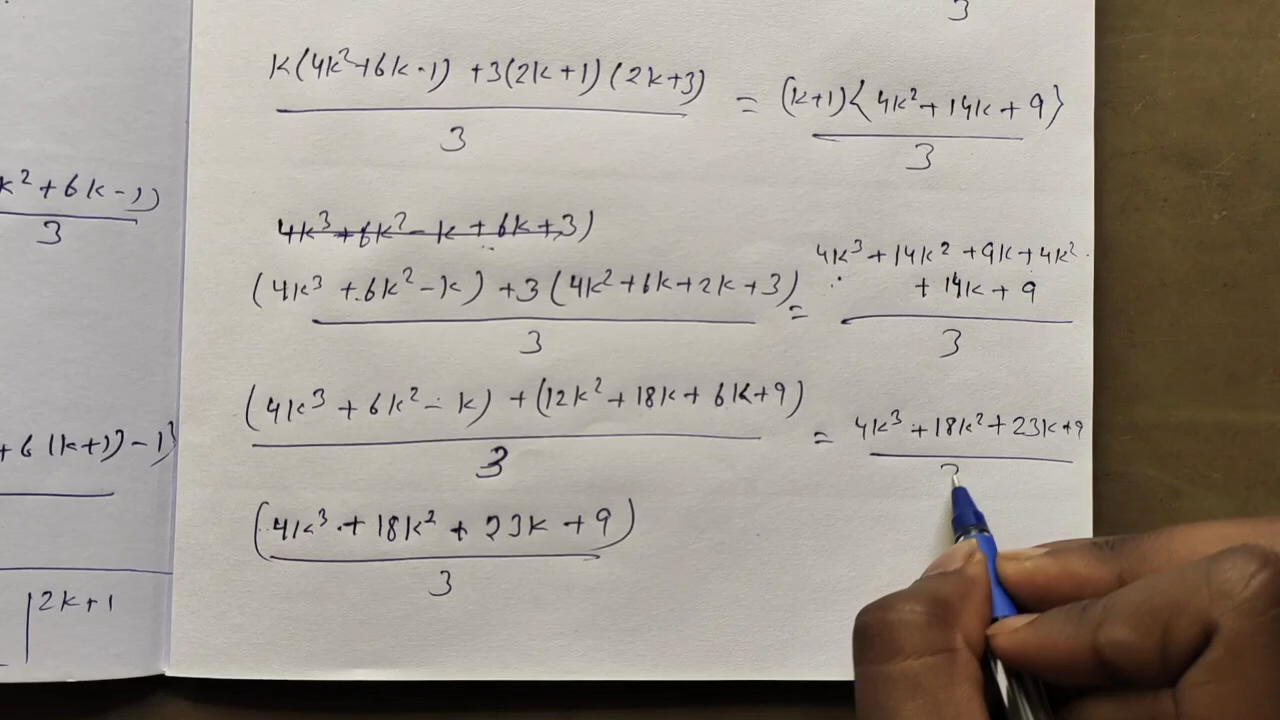 3
k(4k²+6k-1) +3(2k+1)(2k+3) = (k+1){4k²+14k+9}
3 3
k²+6k-1)
3
4k³+6k²-k+6k+3)
4k³+14k²+9k+4k²
(4k³+6k²-k)+3(4k²+6k+2k+3) = +14k+9
3 3
(4k³+6k²-k)+(12k²+18k+6k+9) = 4k³+18k²+23k+9
3 3
+6(k+1)-1}
(4k³+18k²+23k+9)
3
2k+1